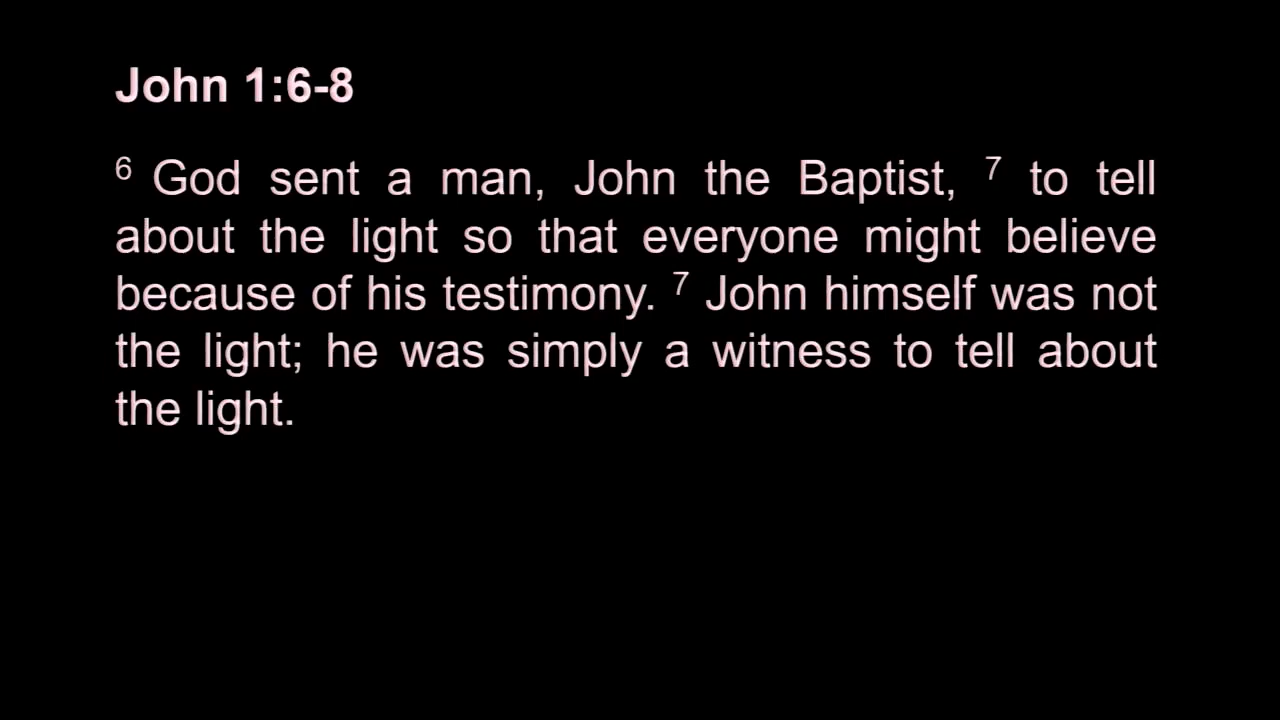 John 1:6-8
⁶ God sent a man, John the Baptist, ⁷ to tell
about the light so that everyone might believe
because of his testimony. ⁷ John himself was not
the light; he was simply a witness to tell about
the light.